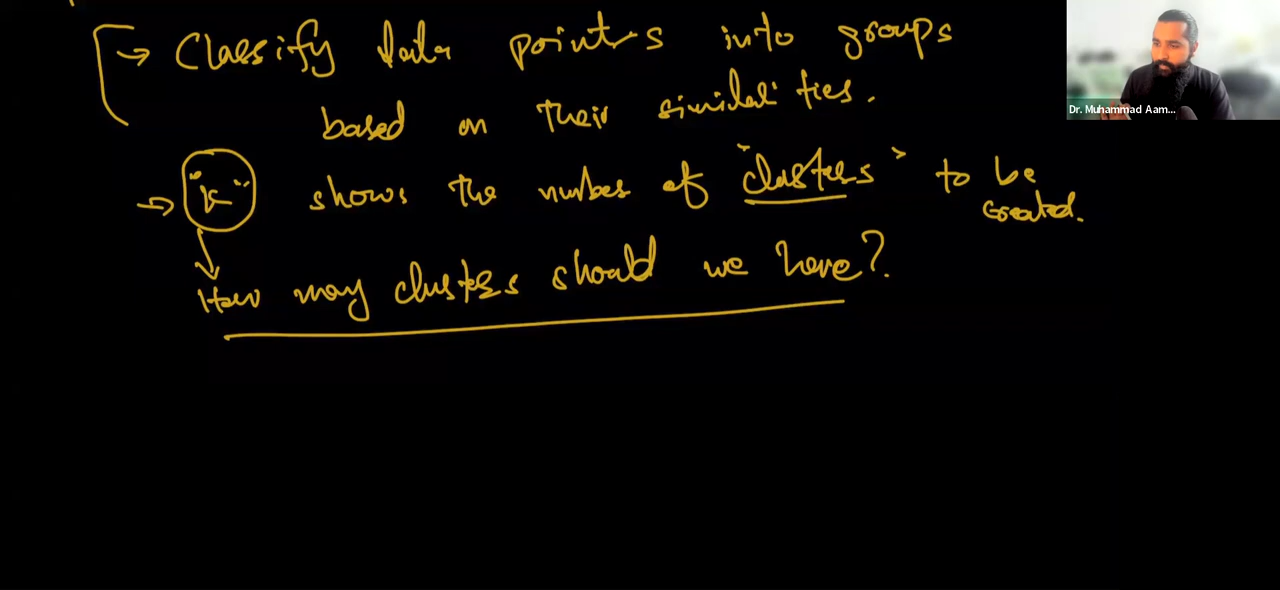 → Classify data points into groups
based on their similarities.
→ "K" shows the number of "clusters" to be
created.
How may clusters should we have?
Dr. Muhammad Aam...